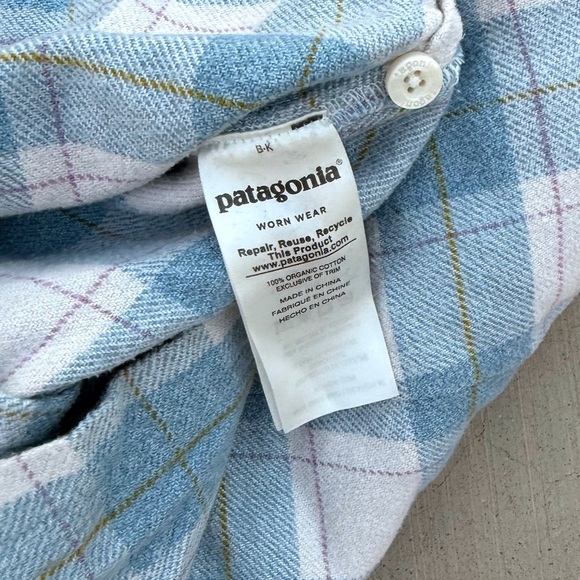 B-K
patagonia®
WORN WEAR
Repair, Reuse, Recycle
This Product
www.patagonia.com
100% ORGANIC COTTON
EXCLUSIVE OF TRIM
MADE IN CHINA
FABRIQUÉ EN CHINE
HECHO EN CHINA